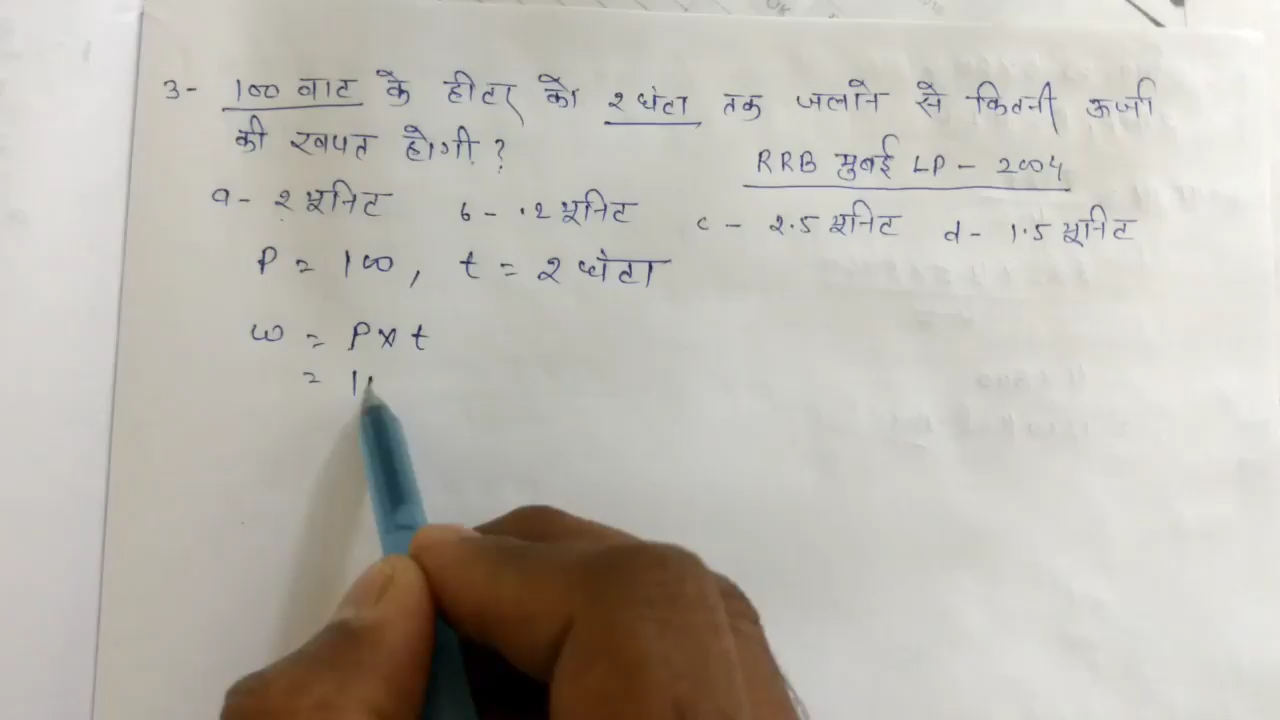 3- 100 वाट के हीटर को 2 घंटा तक जलाने से कितनी ऊर्जा
की खपत होगी ?
RRB मुंबई LP - 2004
a - 2 यूनिट b - .2 यूनिट c - 2.5 यूनिट d - 1.5 यूनिट
P = 100 , t = 2 घंटा
W = P × t
= 1